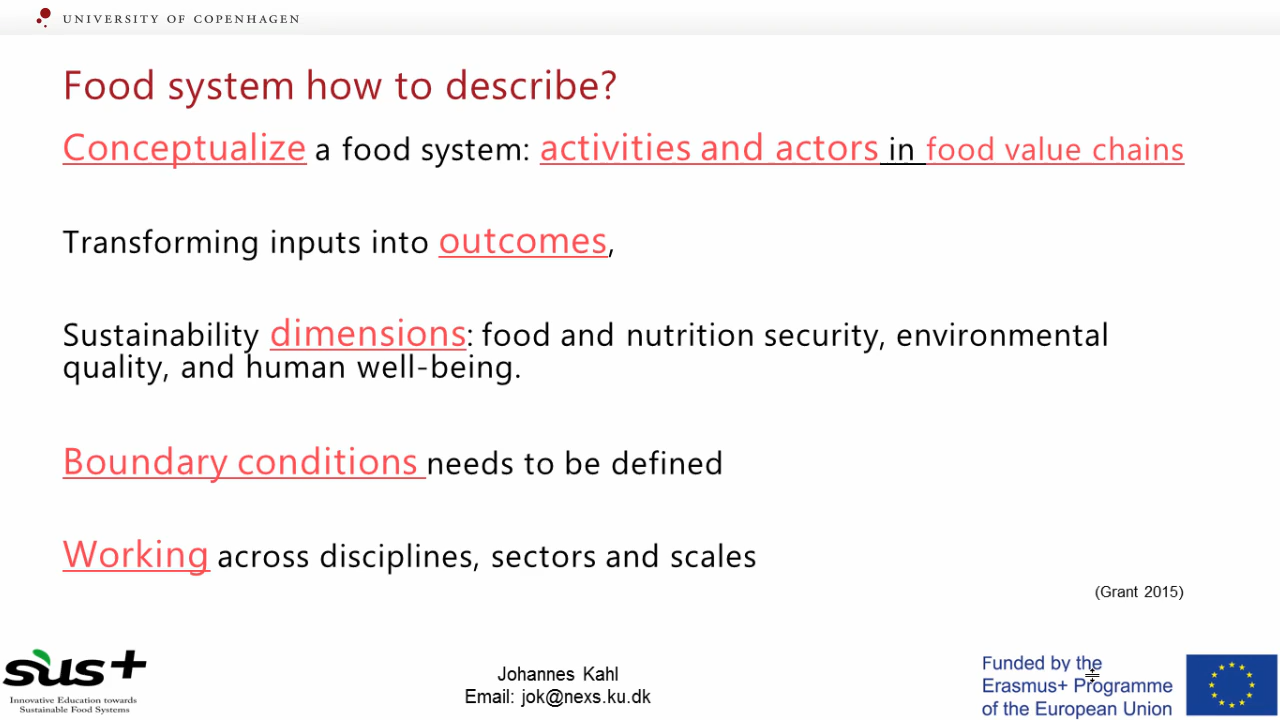 UNIVERSITY OF COPENHAGEN
Food system how to describe?
Conceptualize a food system: activities and actors in food value chains
Transforming inputs into outcomes,
Sustainability dimensions: food and nutrition security, environmental
quality, and human well-being.
Boundary conditions needs to be defined
Working across disciplines, sectors and scales
(Grant 2015)
sus+
Innovative Education towards
Sustainable Food Systems
Johannes Kahl
Email: jok@nexs.ku.dk
Funded by the
Erasmus+ Programme
of the European Union